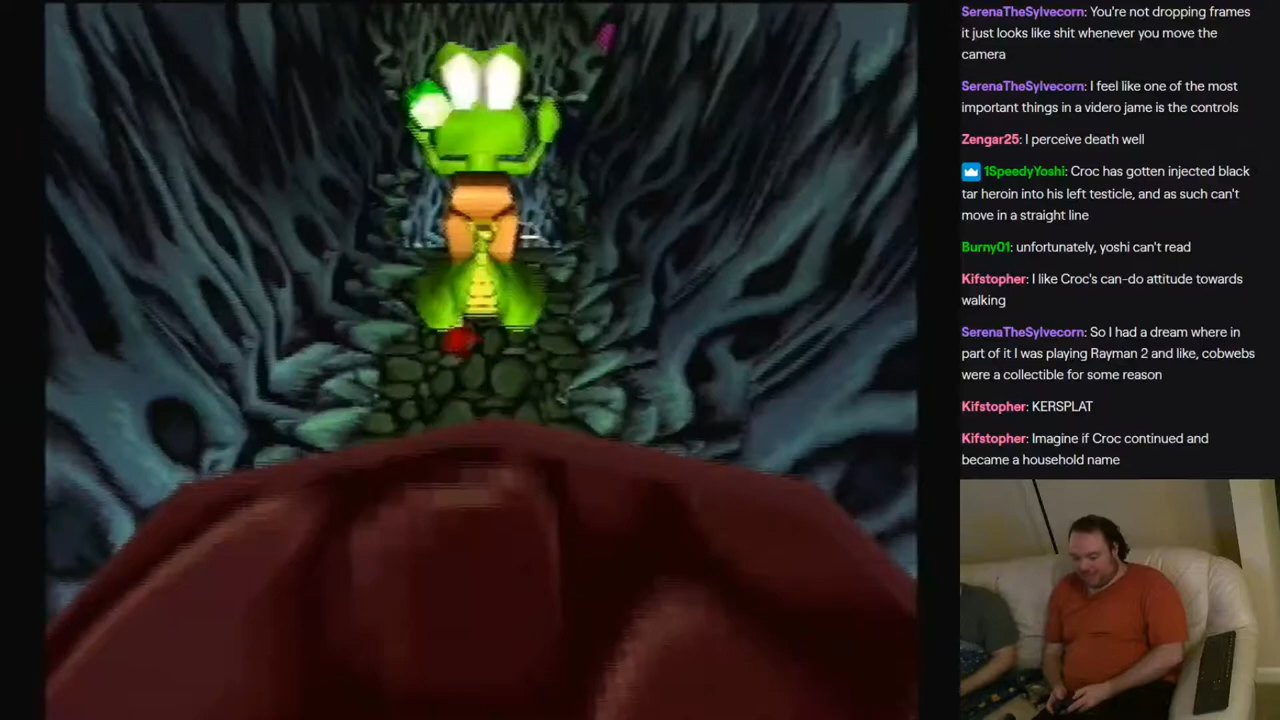 SerenaTheSylvecorn: You're not dropping frames
it just looks like shit whenever you move the
camera
SerenaTheSylvecorn: I feel like one of the most
important things in a videro jame is the controls
Zengar25: I perceive death well
1SpeedyYoshi: Croc has gotten injected black
tar heroin into his left testicle, and as such can't
move in a straight line
Burny01: unfortunately, yoshi can't read
Kifstopher: I like Croc's can-do attitude towards
walking
SerenaTheSylvecorn: So I had a dream where in
part of it I was playing Rayman 2 and like, cobwebs
were a collectible for some reason
Kifstopher: KERSPLAT
Kifstopher: Imagine if Croc continued and
became a household name